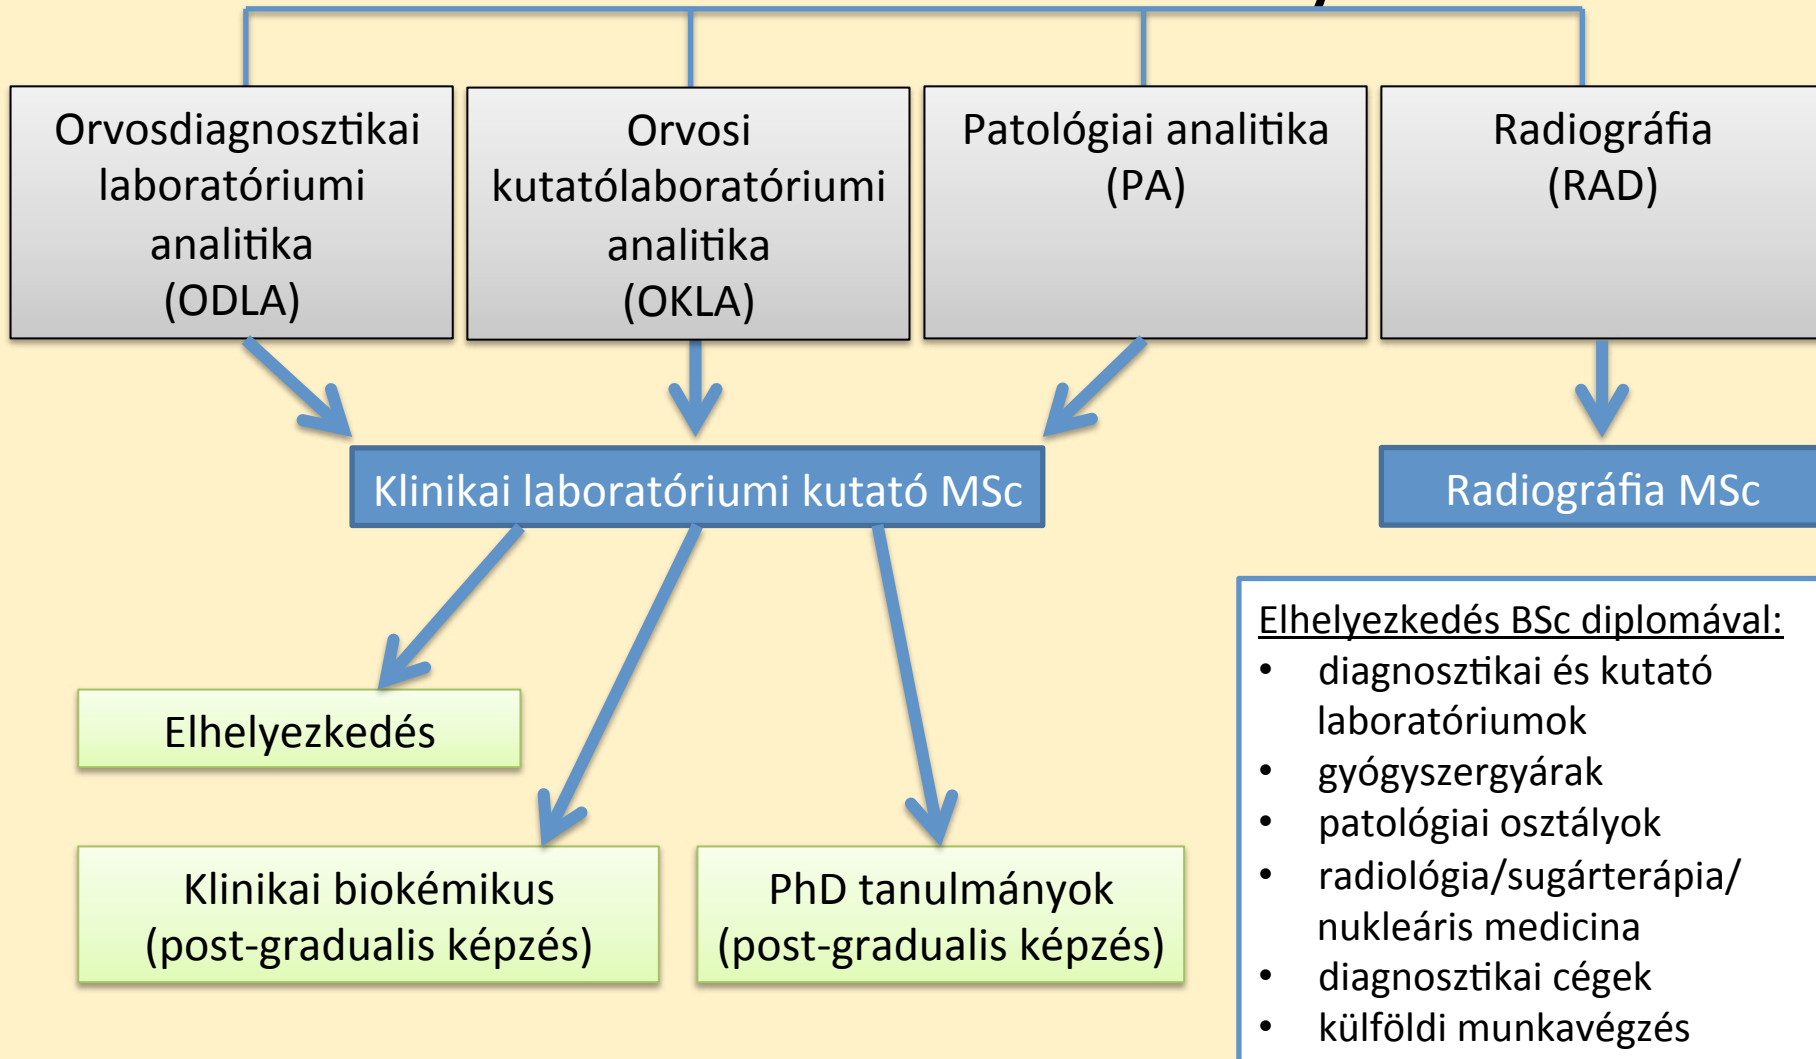 Orvosdiagnosztikai
laboratóriumi
analitika
(ODLA)
Orvosi
kutatólaboratóriumi
analitika
(OKLA)
Patológiai analitika
(PA)
Radiográfia
(RAD)
Klinikai laboratóriumi kutató MSc
Radiográfia MSc
Elhelyezkedés
Klinikai biokémikus
(post-gradualis képzés)
PhD tanulmányok
(post-gradualis képzés)
Elhelyezkedés BSc diplomával:
• diagnosztikai és kutató
laboratóriumok
• gyógyszergyárak
• patológiai osztályok
• radiológia/sugárterápia/
nukleáris medicina
• diagnosztikai cégek
• külföldi munkavégzés